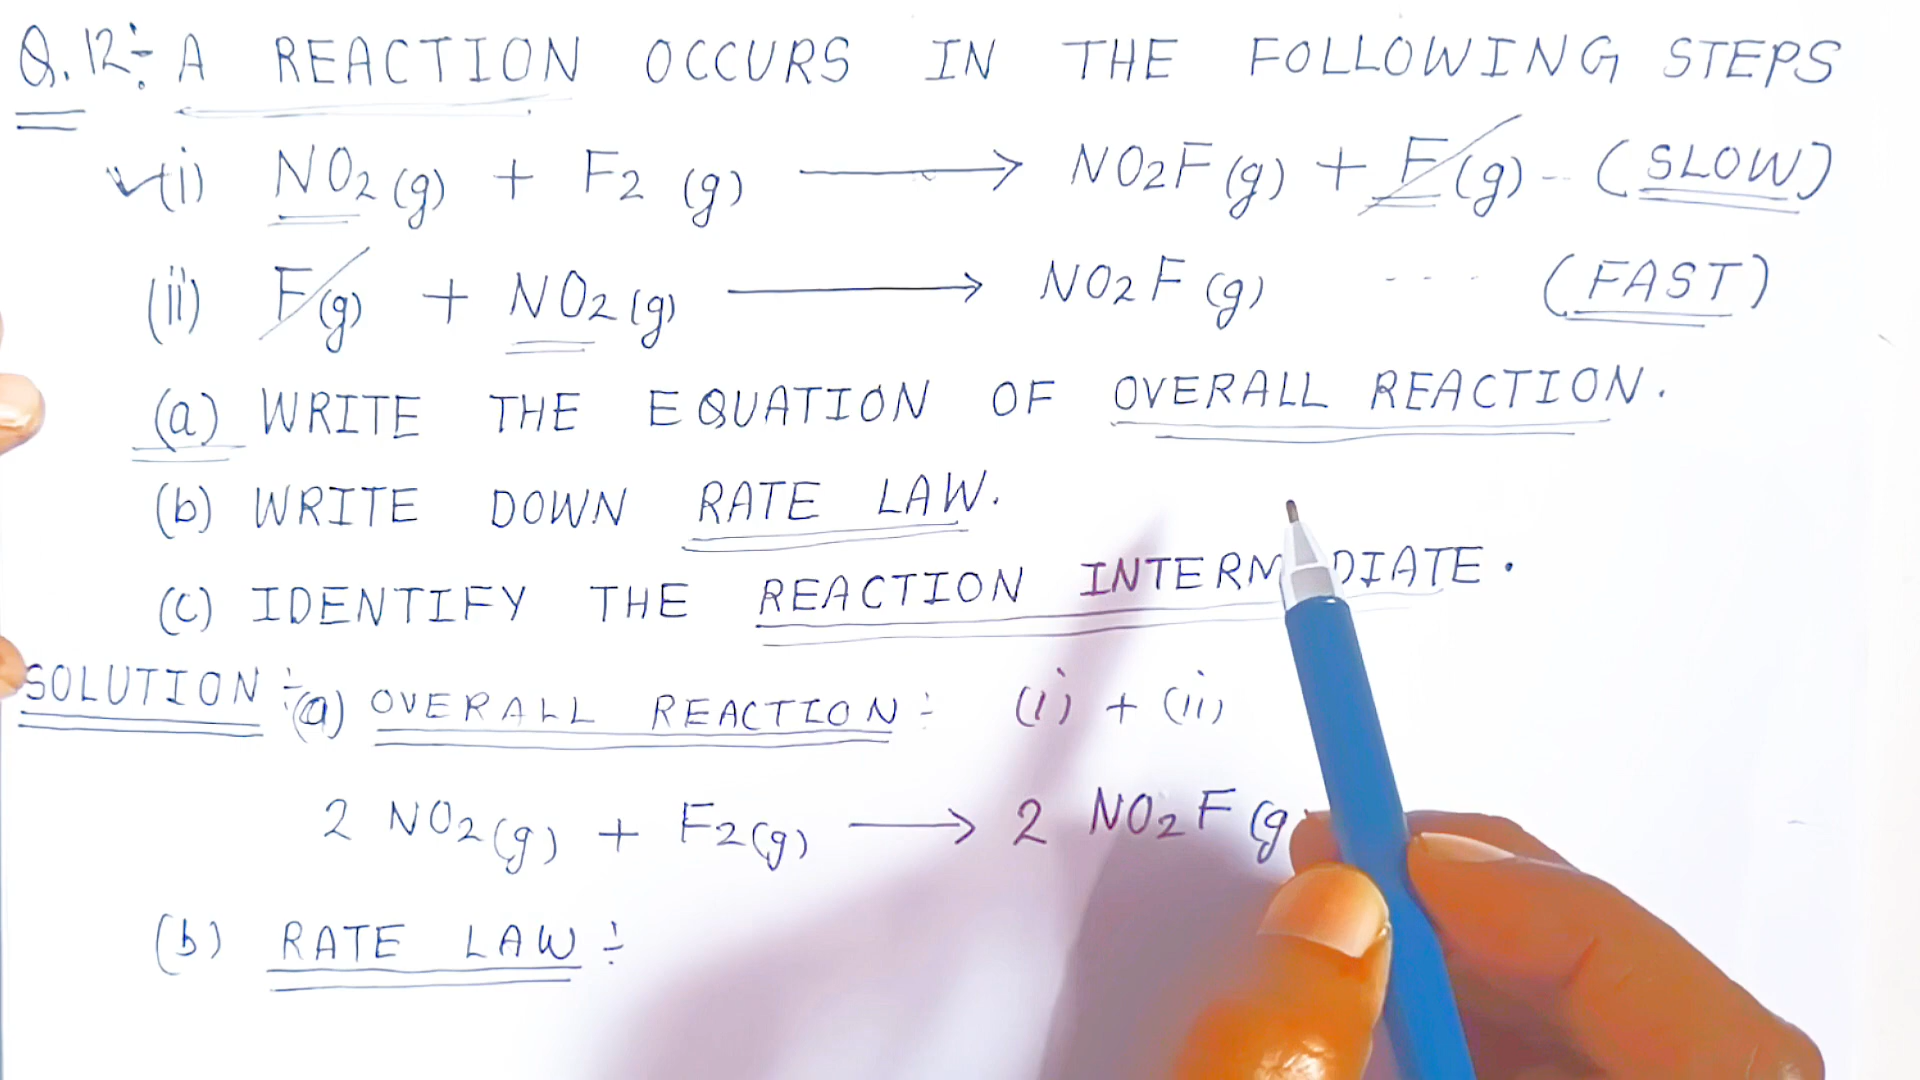 Q.12÷ A REACTION OCCURS IN THE FOLLOWING STEPS
(i) NO2 (g) + F2 (g) ⟶ NO2F (g) + F (g) -- (SLOW)
(ii) F(g) + NO2 (g) ⟶ NO2F (g) ---- (FAST)
(a) WRITE THE EQUATION OF OVERALL REACTION.
(b) WRITE DOWN RATE LAW.
(c) IDENTIFY THE REACTION INTERMEDIATE.
SOLUTION ÷ (a) OVERALL REACTION ÷ (i) + (ii)
2 NO2(g) + F2(g) ⟶ 2 NO2F (g
(b) RATE LAW ÷